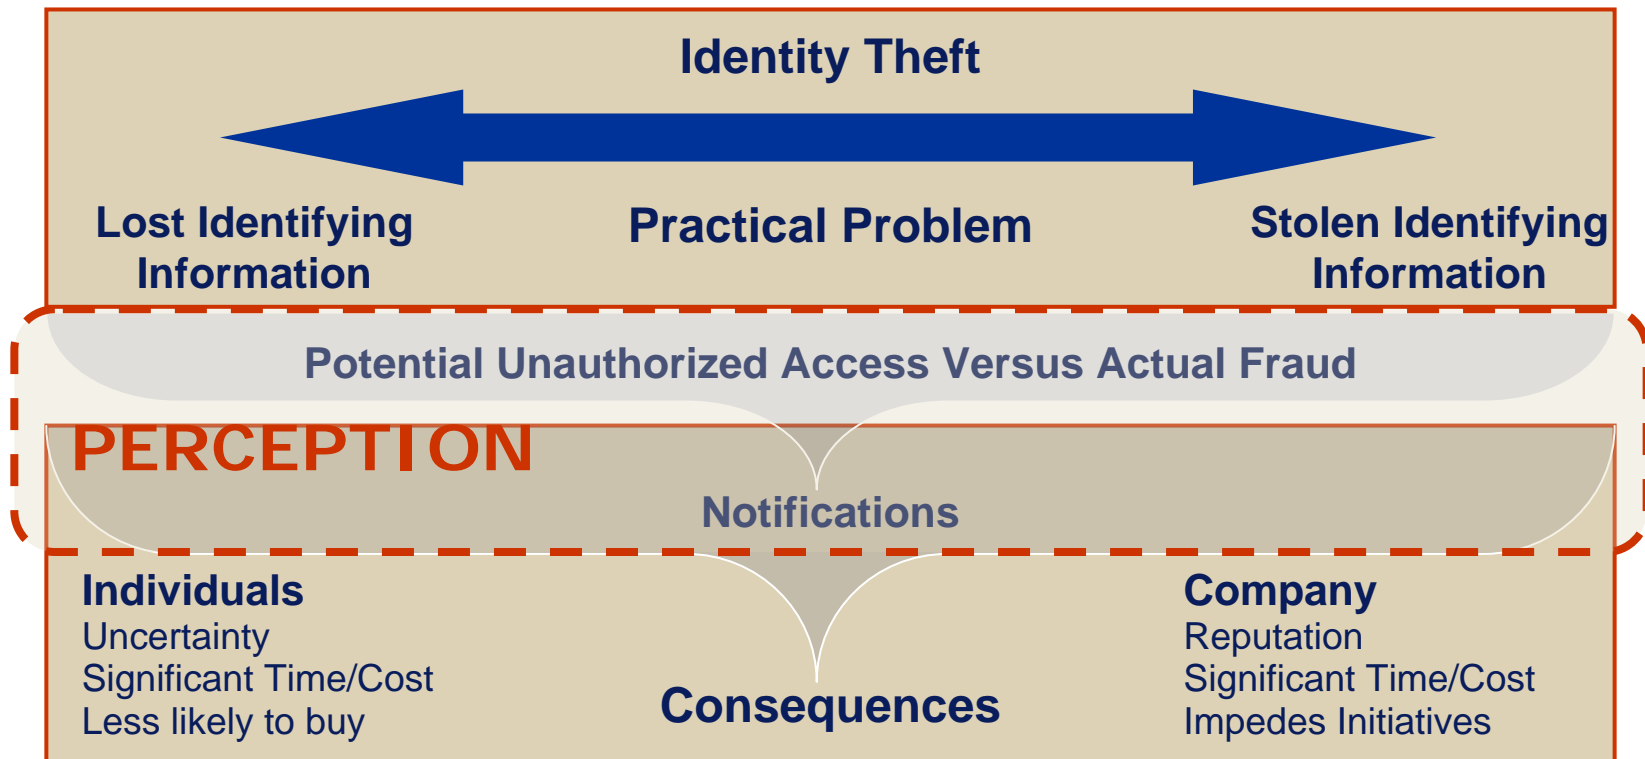 Identity Theft
Lost Identifying
Information
Practical Problem
Stolen Identifying
Information
Potential Unauthorized Access Versus Actual Fraud
PERCEPTION
Notifications
Individuals
Uncertainty
Significant Time/Cost
Less likely to buy
Consequences
Company
Reputation
Significant Time/Cost
Impedes Initiatives